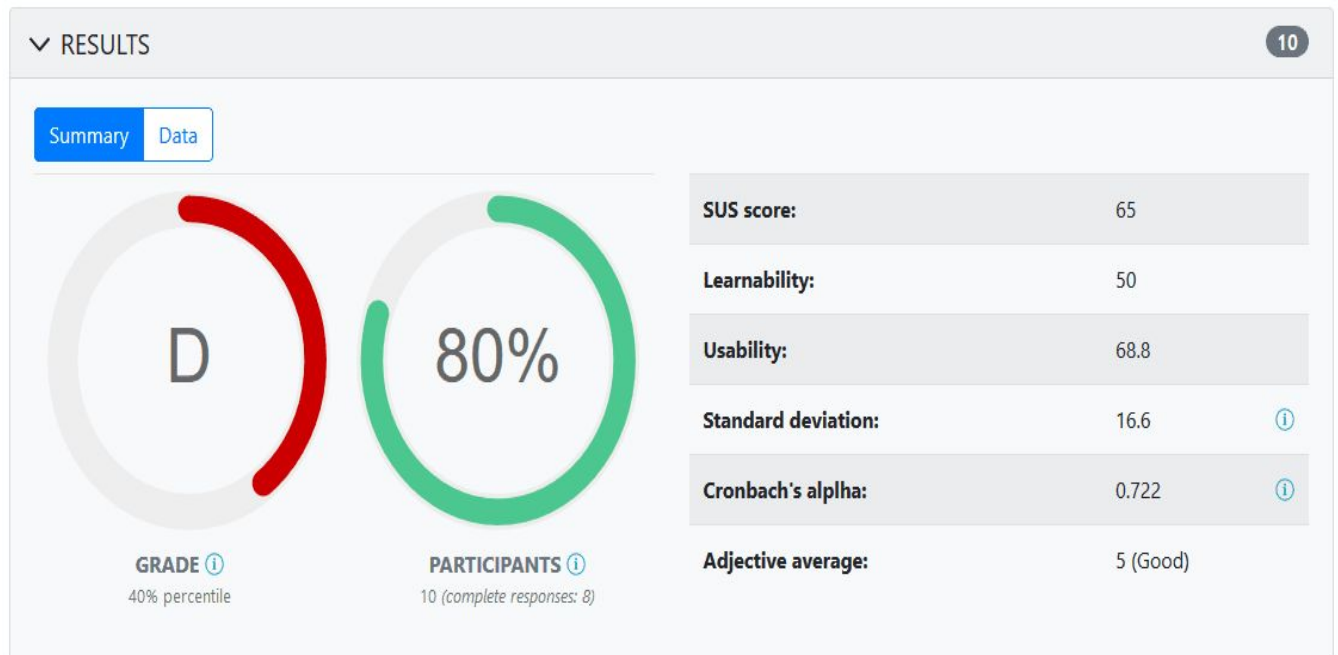 RESULTS 10
Summary Data
D
GRADE
40% percentile
80%
PARTICIPANTS
10 (complete responses: 8)
SUS score: 65
Learnability: 50
Usability: 68.8
Standard deviation: 16.6
Cronbach's alplha: 0.722
Adjective average: 5 (Good)